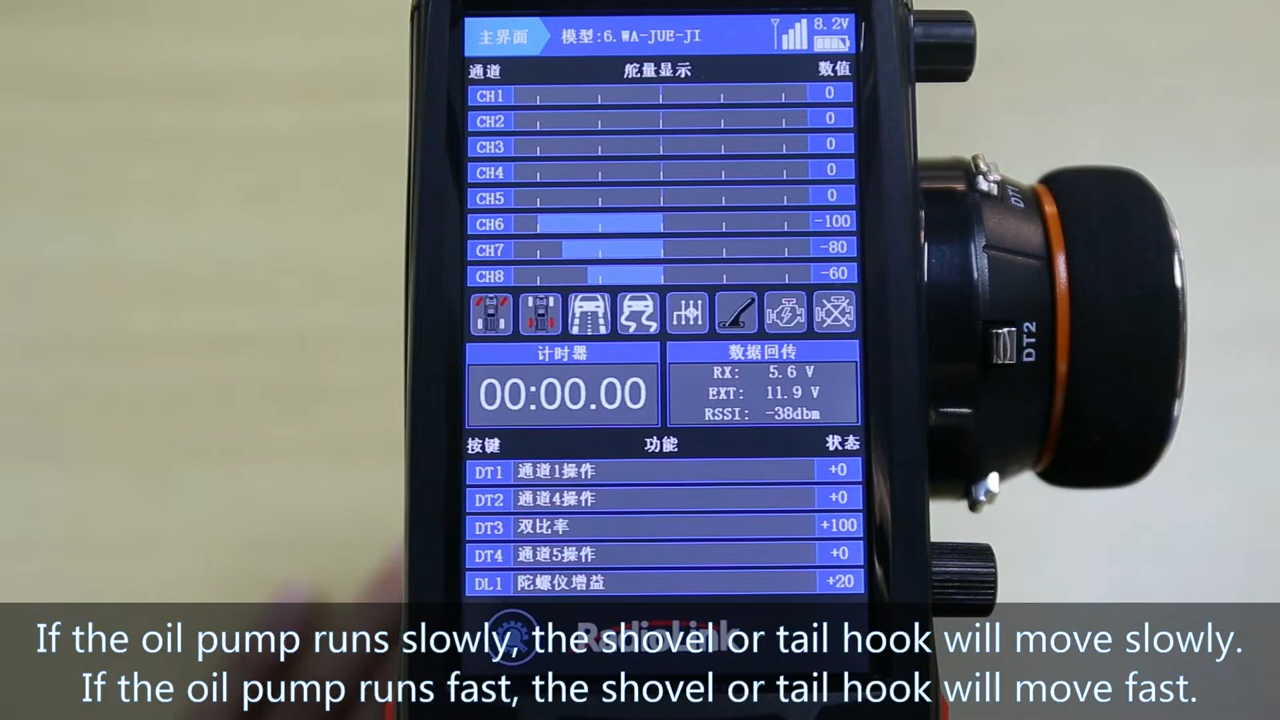 主界面 模型:6.WA-JUE-JI 8.2V
通道 舵量显示 数值
CH1 0
CH2 0
CH3 0
CH4 0
CH5 0
CH6 -100
CH7 -80
CH8 -60
计时器 数据回传
00:00.00
RX: 5.6 V
EXT: 11.9 V
RSSI: -38dbm
按键 功能 状态
DT1 通道1操作 +0
DT2 通道4操作 +0
DT3 双比率 +100
DT4 通道5操作 +0
DL1 陀螺仪增益 +20
RadioLink
DT1
DT2
If the oil pump runs slowly, the shovel or tail hook will move slowly.
If the oil pump runs fast, the shovel or tail hook will move fast.